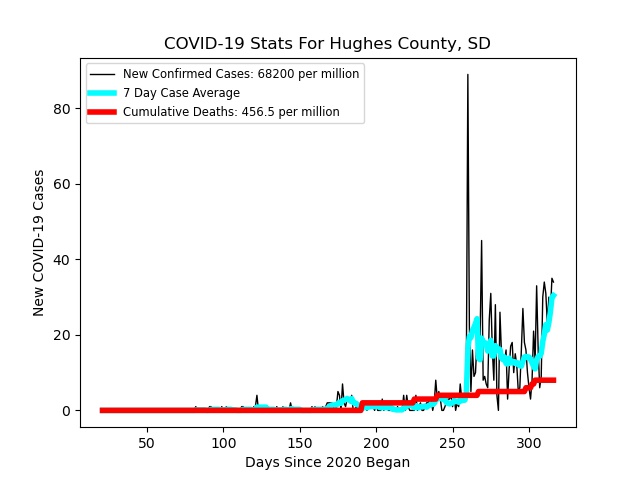 COVID-19 Stats For Hughes County, SD
New Confirmed Cases: 68200 per million
7 Day Case Average
Cumulative Deaths: 456.5 per million
New COVID-19 Cases
80
60
40
20
0
50 100 150 200 250 300
Days Since 2020 Began